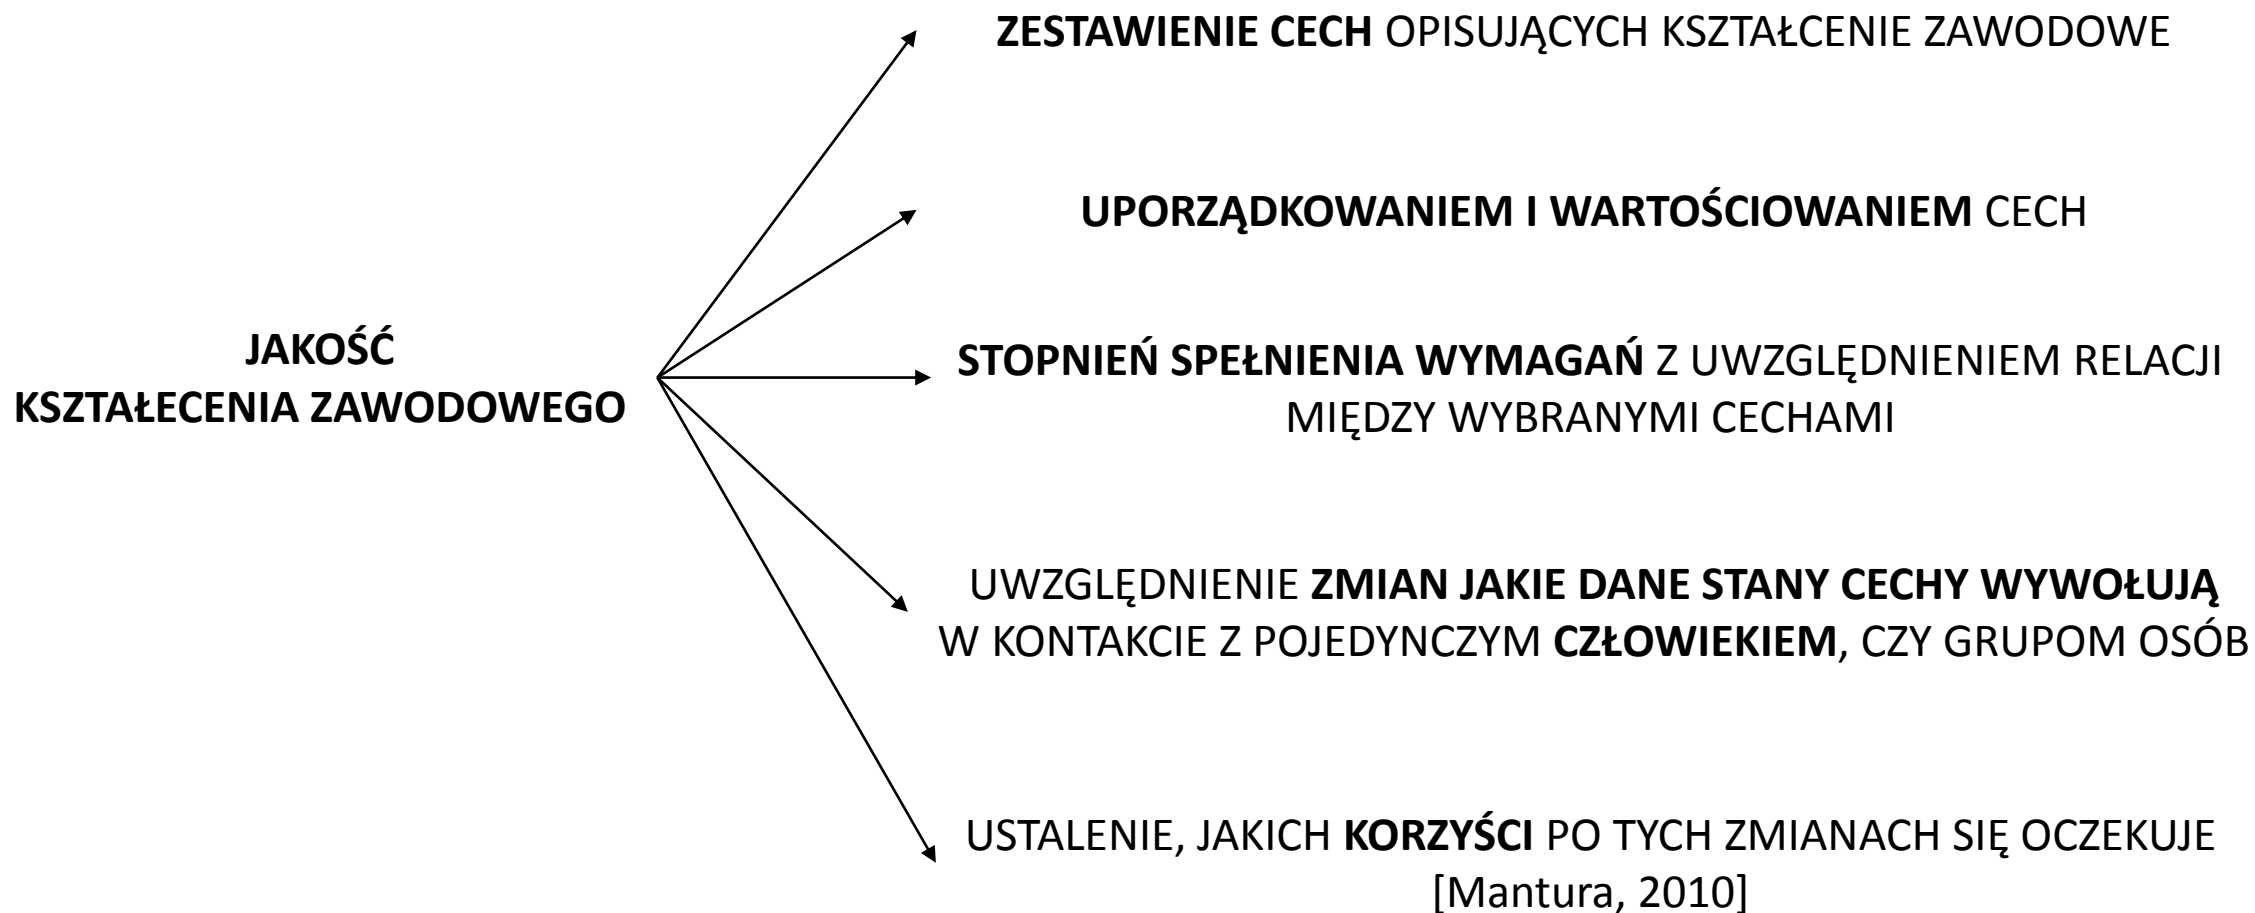 JAKOŚĆ
KSZTAŁECENIA ZAWODOWEGO
ZESTAWIENIE CECH OPISUJĄCYCH KSZTAŁCENIE ZAWODOWE
UPORZĄDKOWANIEM I WARTOŚCIOWANIEM CECH
STOPNIEŃ SPEŁNIENIA WYMAGAŃ Z UWZGLĘDNIENIEM RELACJI
MIĘDZY WYBRANYMI CECHAMI
UWZGLĘDNIENIE ZMIAN JAKIE DANE STANY CECHY WYWOŁUJĄ
W KONTAKCIE Z POJEDYNCZYM CZŁOWIEKIEM, CZY GRUPOM OSÓB
USTALENIE, JAKICH KORZYŚCI PO TYCH ZMIANACH SIĘ OCZEKUJE
[Mantura, 2010]